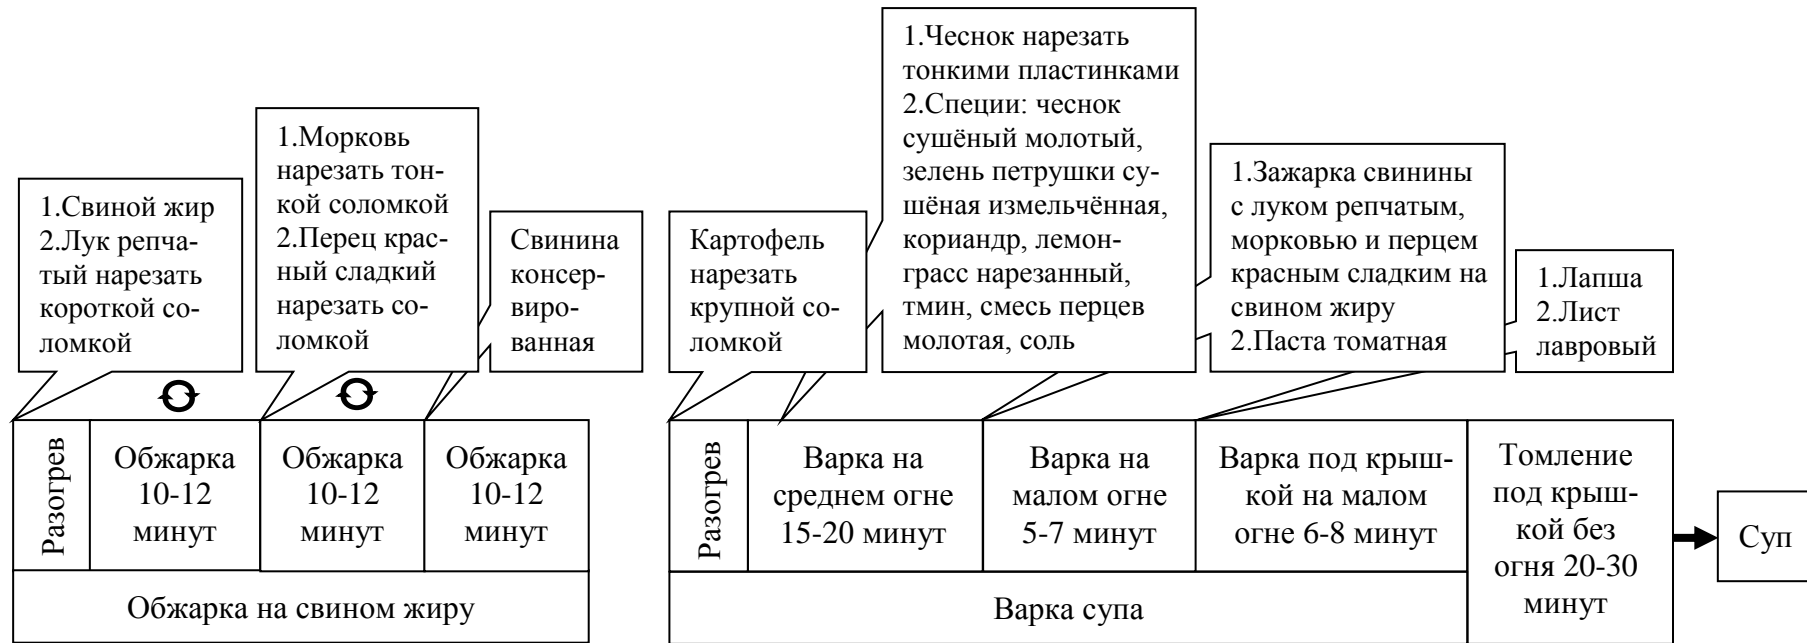 1.Свиной жир
2.Лук репча-
тый нарезать
короткой со-
ломкой
1.Морковь
нарезать тон-
кой соломкой
2.Перец крас-
ный сладкий
нарезать со-
ломкой
Свинина
консер-
виро-
ванная
Картофель
нарезать
крупной со-
ломкой
1.Чеснок нарезать
тонкими пластинками
2.Специи: чеснок
сушёный молотый,
зелень петрушки су-
шёная измельчённая,
кориандр, лемон-
грасс нарезанный,
тмин, смесь перцев
молотая, соль
1.Зажарка свинины
с луком репчатым,
морковью и перцем
красным сладким на
свином жиру
2.Паста томатная
1.Лапша
2.Лист
лавровый
Разогрев
Обжарка
10-12
минут
Обжарка
10-12
минут
Обжарка
10-12
минут
Обжарка на свином жиру
Разогрев
Варка на
среднем огне
15-20 минут
Варка на
малом огне
5-7 минут
Варка под крыш-
кой на малом
огне 6-8 минут
Варка супа
Томление
под крыш-
кой без
огня 20-30
минут
Суп